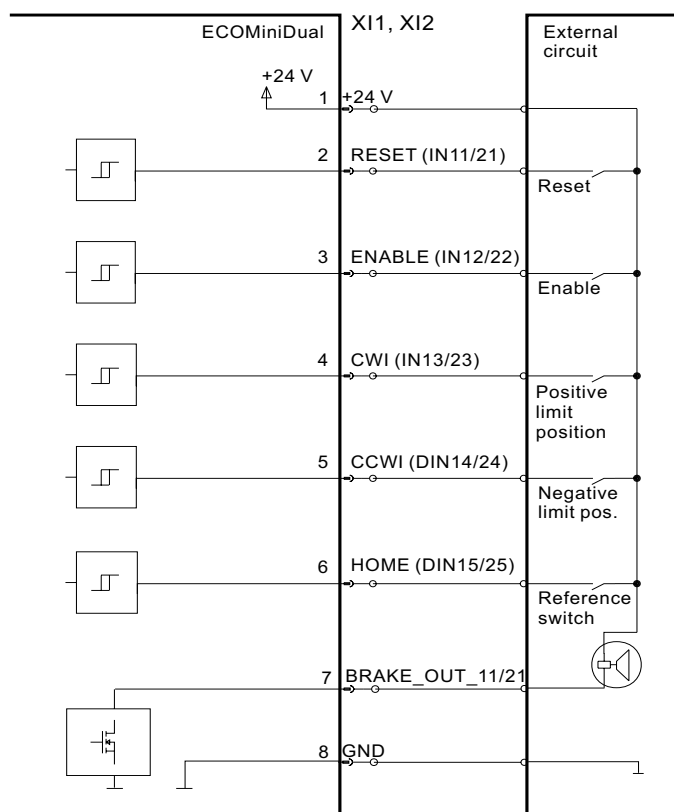 ECOMiniDual
XI1, XI2
External
circuit
+24 V
1
+24 V
2
RESET (IN11/21)
Reset
3
ENABLE (IN12/22)
Enable
4
CWI (IN13/23)
Positive
limit
position
5
CCWI (DIN14/24)
Negative
limit pos.
6
HOME (DIN15/25)
Reference
switch
7
BRAKE_OUT_11/21
8
GND